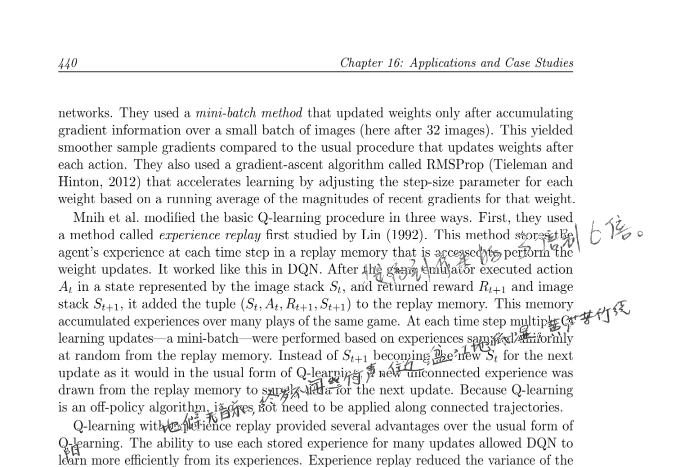 440
Chapter 16: Applications and Case Studies
networks. They used a mini-batch method that updated weights only after accumulating
gradient information over a small batch of images (here after 32 images). This yielded
smoother sample gradients compared to the usual procedure that updates weights after
each action. They also used a gradient-ascent algorithm called RMSProp (Tieleman and
Hinton, 2012) that accelerates learning by adjusting the step-size parameter for each
weight based on a running average of the magnitudes of recent gradients for that weight.
Mnih et al. modified the basic Q-learning procedure in three ways. First, they used
a method called experience replay first studied by Lin (1992). This method stores the
agent's experience at each time step in a replay memory that is accessed to perform the
6倍。
weight updates. It worked like this in DQN. After the game emulator executed action
A_t in a state represented by the image stack S_t, and returned reward R_{t+1} and image
stack S_{t+1}, it added the tuple (S_t, A_t, R_{t+1}, S_{t+1}) to the replay memory. This memory
accumulated experiences over many plays of the same game. At each time step multiple Q-
learning updates—a mini-batch—were performed based on experiences sampled uniformly
at random from the replay memory. Instead of S_{t+1} becoming the new S_t for the next
update as it would in the usual form of Q-learning, a new unconnected experience was
drawn from the replay memory to supply data for the next update. Because Q-learning
is an off-policy algorithm, it does not need to be applied along connected trajectories.
地偏无音乐
Q-learning with experience replay provided several advantages over the usual form of
Q-learning. The ability to use each stored experience for many updates allowed DQN to
learn more efficiently from its experiences. Experience replay reduced the variance of the